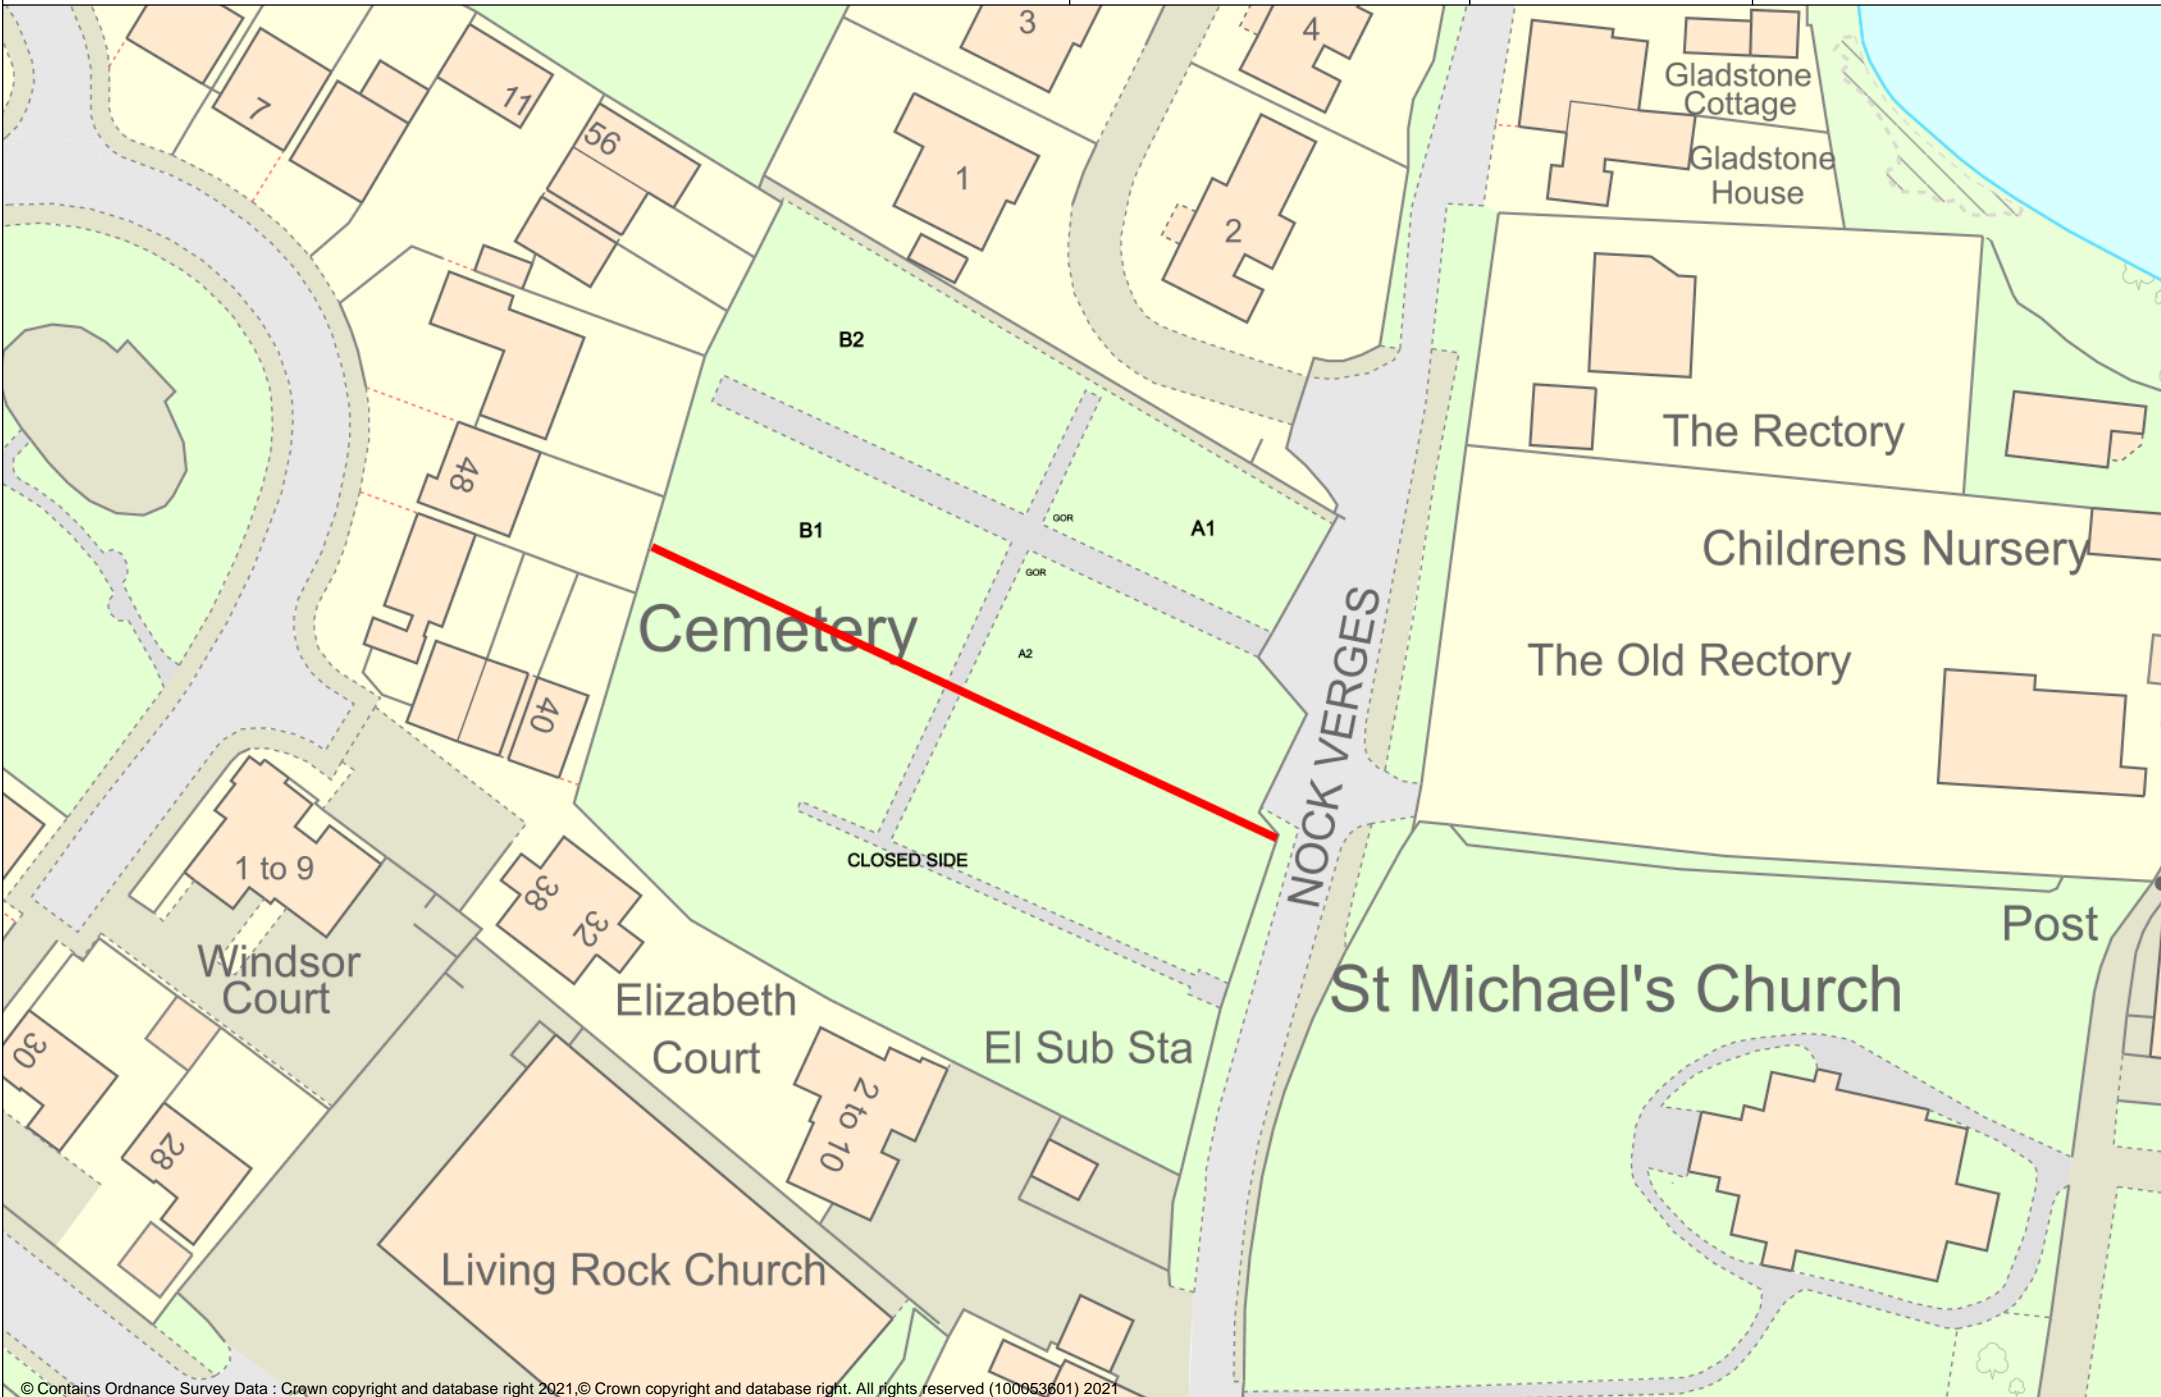 3
4
Gladstone
Cottage
7
11
56
1
Gladstone
House
2
B2
The Rectory
48
GOR
B1
A1
Childrens Nursery
GOR
Cemetery
A2
The Old Rectory
NOCK VERGES
40
1 to 9
CLOSED SIDE
38
32
Post
Windsor
Court
St Michael's Church
Elizabeth
Court
El Sub Sta
30
2 to 10
28
Living Rock Church
© Contains Ordnance Survey Data : Crown copyright and database right 2021,© Crown copyright and database right. All rights reserved (100053601) 2021